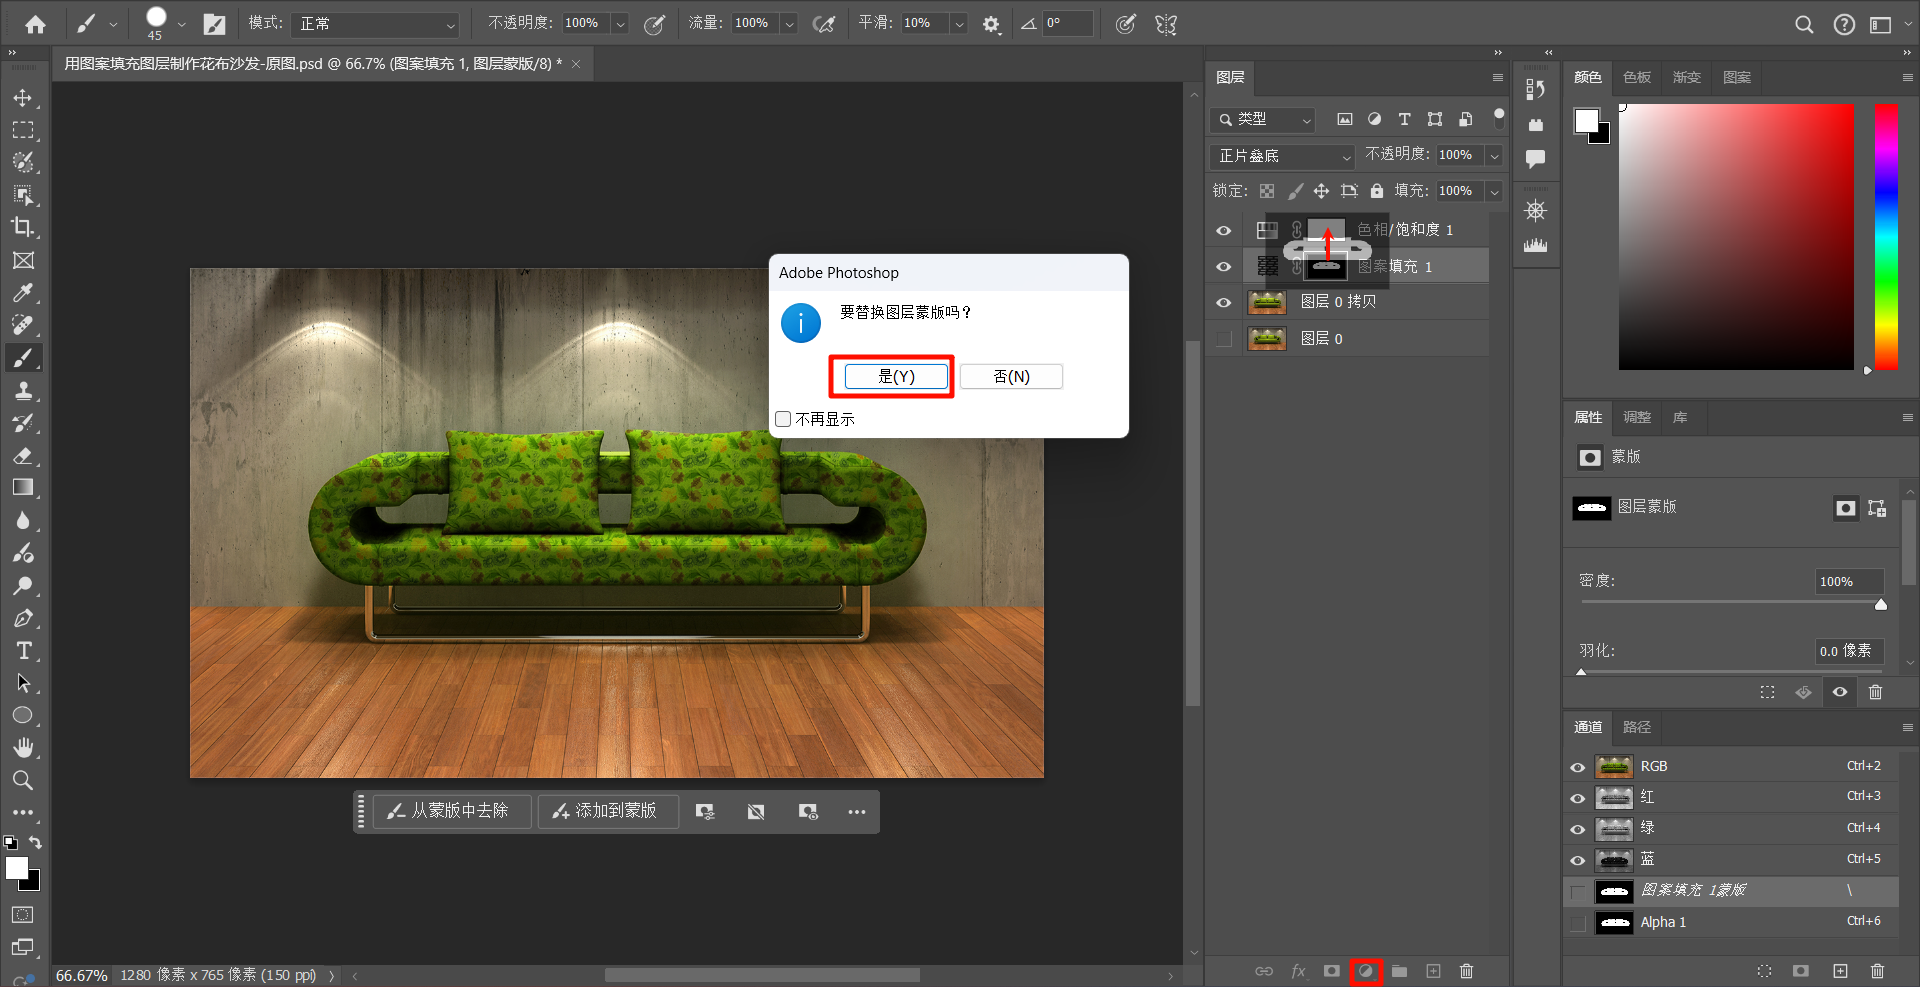 45
模式: 正常
不透明度: 100%
流量: 100%
平滑: 10%
0°
用图案填充图层制作花布沙发-原图.psd @ 66.7% (图案填充 1, 图层蒙版/8) * ×
图层
类型
正片叠底
不透明度: 100%
锁定:
填充: 100%
色相/饱和度 1
图案填充 1
图层 0 拷贝
图层 0
Adobe Photoshop
要替换图层蒙版吗?
是(Y)
否(N)
不再显示
从蒙版中去除
添加到蒙版
66.67%
1280 像素 x 765 像素 (150 ppi)
fx
颜色
色板
渐变
图案
属性
调整
库
蒙版
图层蒙版
密度:
100%
羽化:
0.0 像素
通道
路径
RGB Ctrl+2
红 Ctrl+3
绿 Ctrl+4
蓝 Ctrl+5
图案填充 1蒙版 \
Alpha 1 Ctrl+6